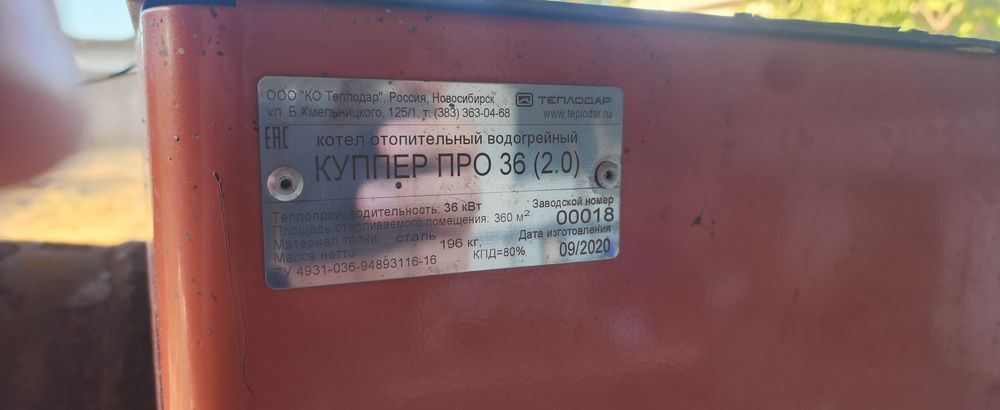 ООО "КО Теплодар", Россия, Новосибирск
ул. Б.Хмельницкого, 125/1, т: (383) 363-04-68
ТЕПЛОДАР
www.teplodar.ru
ЕАС
котел отопительный водогрейный
КУППЕР ПРО 36 (2.0)
Теплопроизводительность: 36 кВт
Площадь отапливаемого помещения: 360 м²
Материал топки сталь
Масса нетто 196 кг, КПД=80%
ТУ 4931-036-94893116-16
Заводской номер
00018
Дата изготовления
09/2020